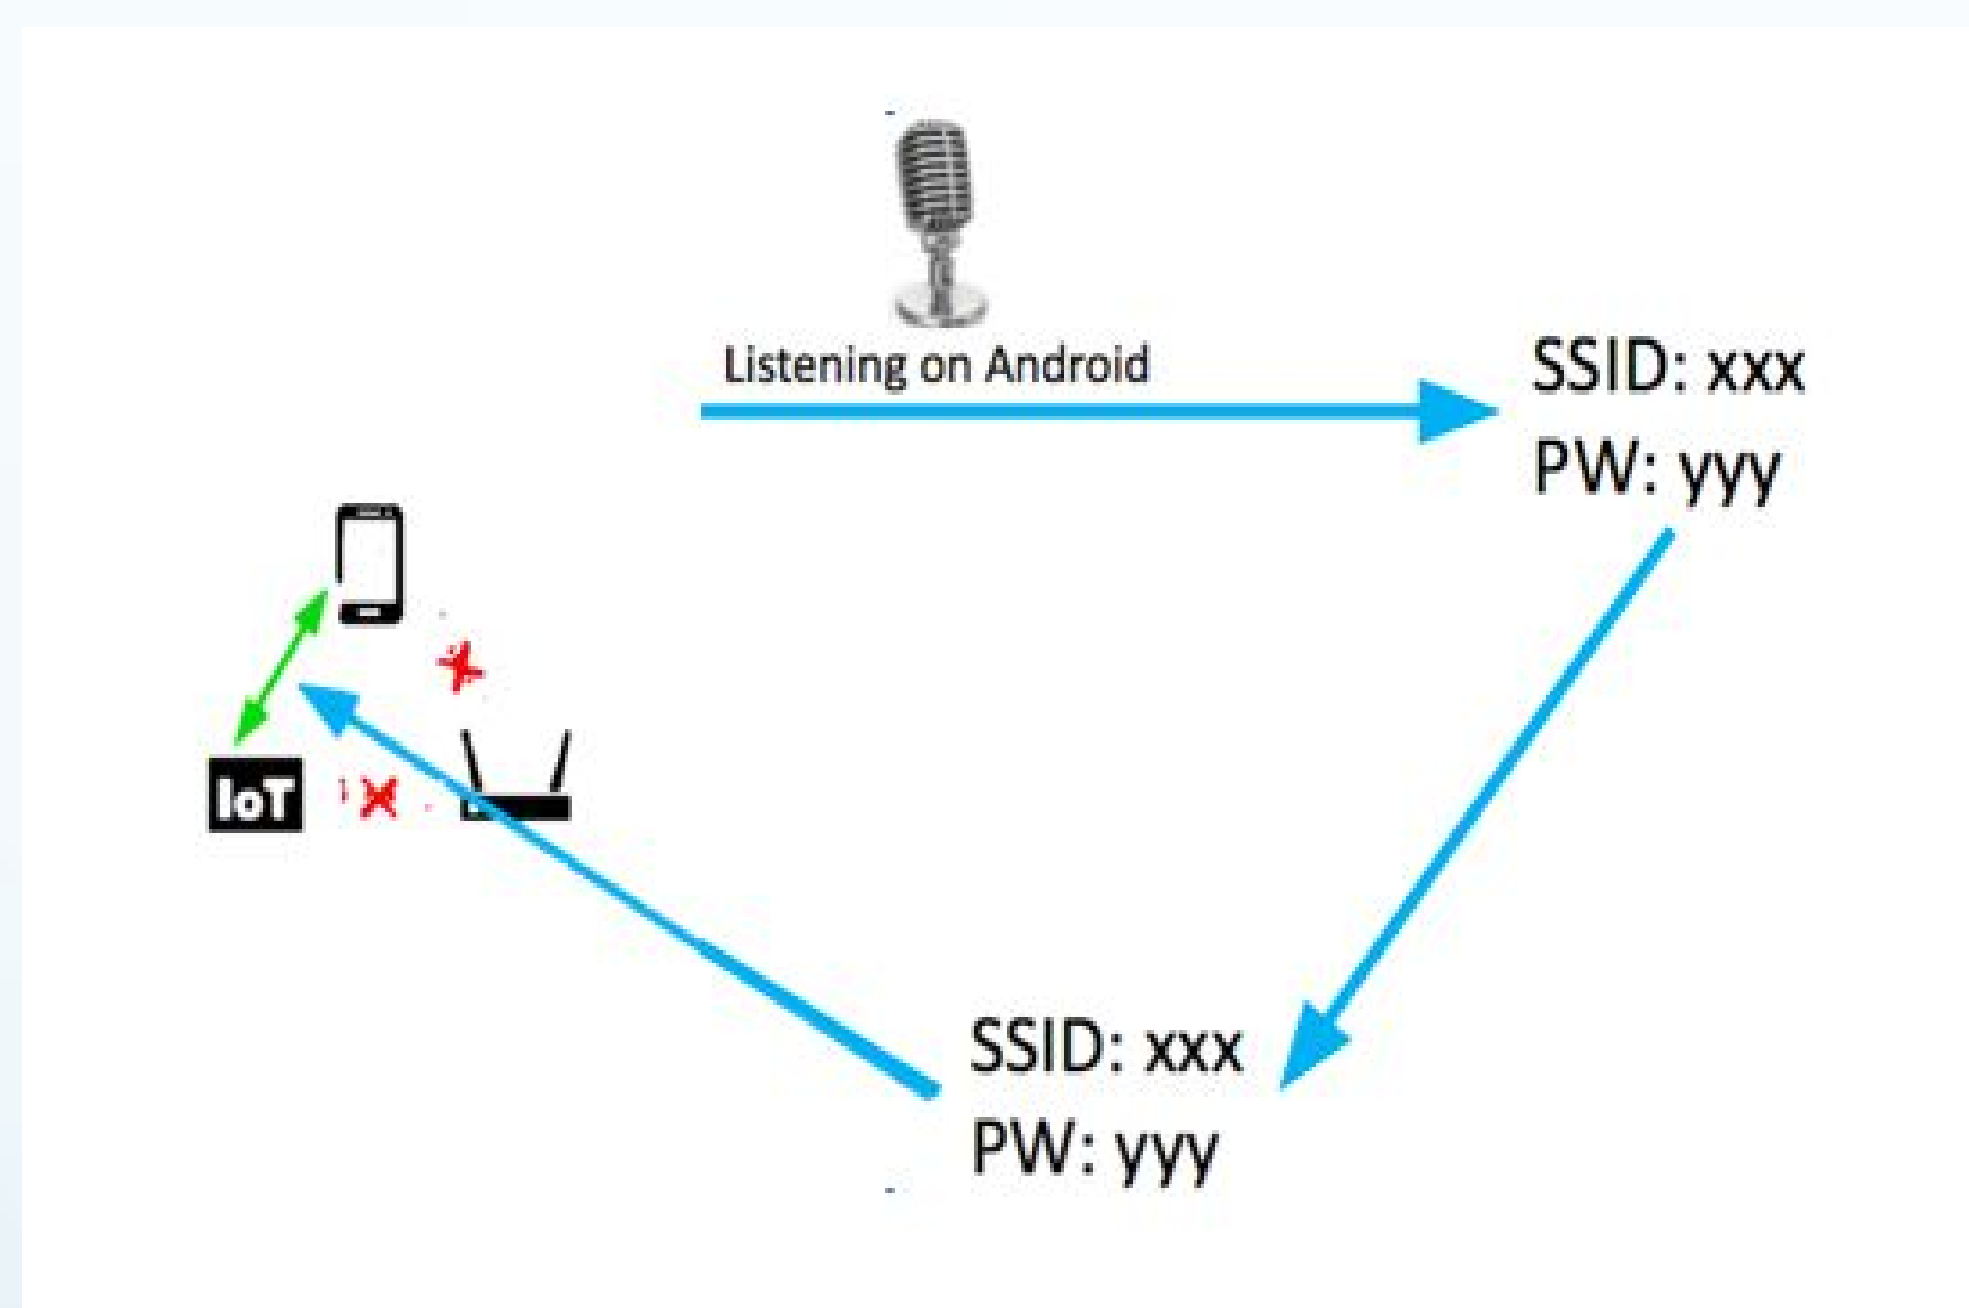 Listening on Android
SSID: xxx
PW: yyy
IoT
SSID: xxx
PW: yyy